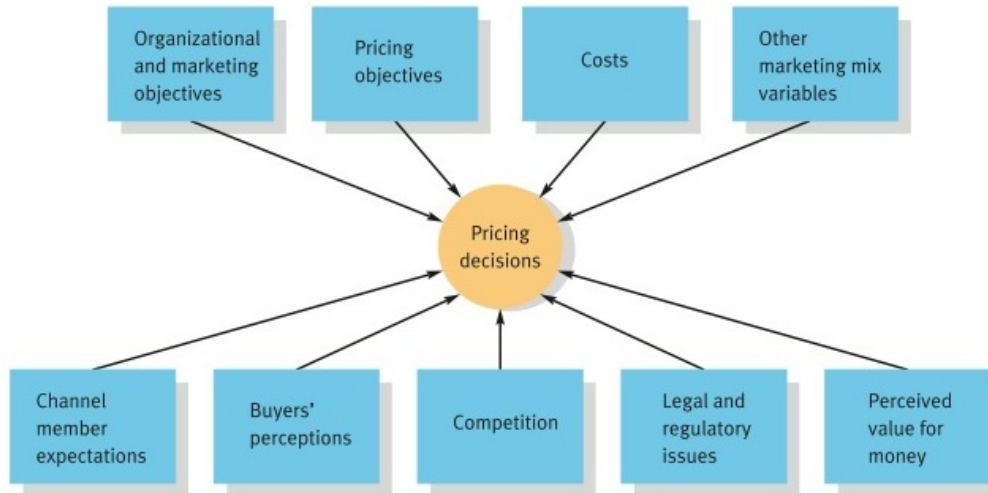 Organizational
and marketing
objectives
Pricing
objectives
Costs
Other
marketing mix
variables
Pricing
decisions
Channel
member
expectations
Buyers’
perceptions
Competition
Legal and
regulatory
issues
Perceived
value for
money